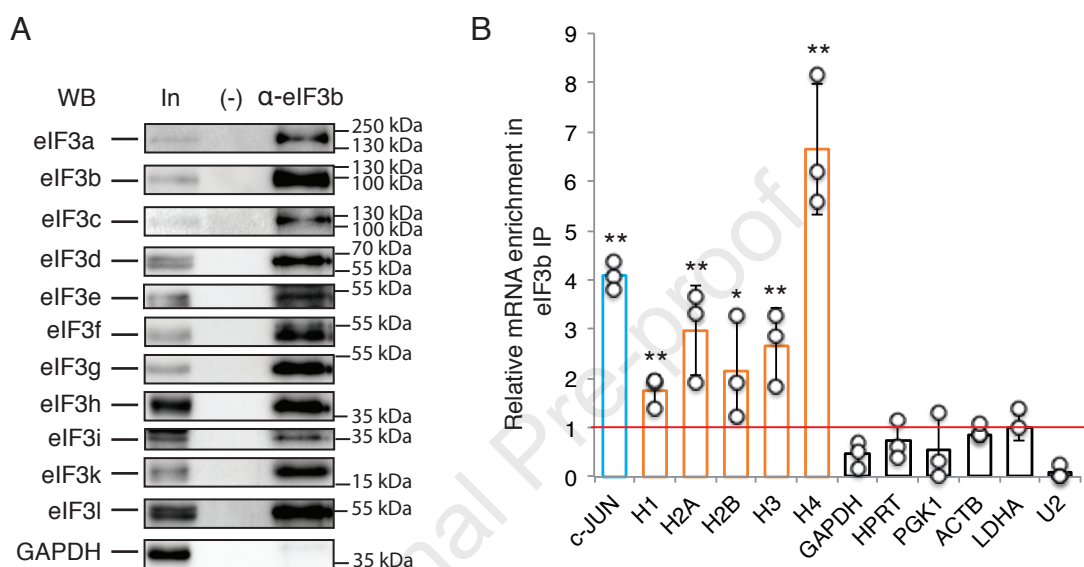 A
WB In (-) α-eIF3b
eIF3a 250 kDa
130 kDa
eIF3b 130 kDa
100 kDa
eIF3c 130 kDa
100 kDa
eIF3d 70 kDa
55 kDa
eIF3e 55 kDa
eIF3f 55 kDa
eIF3g 55 kDa
eIF3h 35 kDa
eIF3i 35 kDa
eIF3k 15 kDa
eIF3l 55 kDa
GAPDH 35 kDa
B
Relative mRNA enrichment in
eIF3b IP
9
8
7
6
5
4
3
2
1
0
** ** ** * ** **
c-JUN H1 H2A H2B H3 H4 GAPDH HPRT PGK1 ACTB LDHA U2
nal Pre-proof